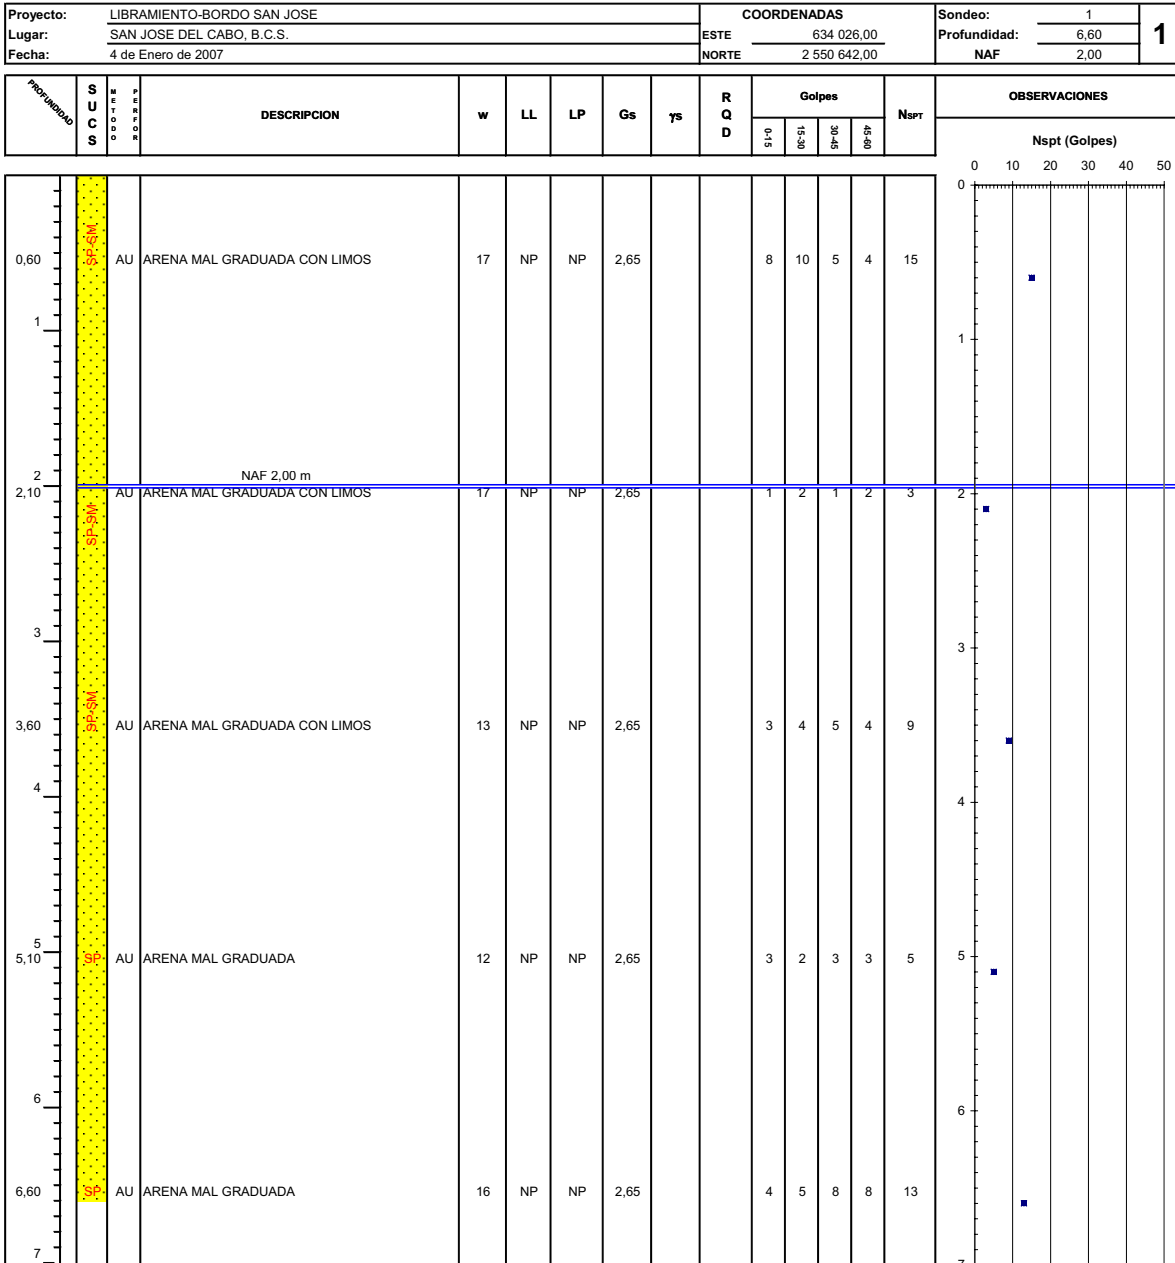 Proyecto: LIBRAMIENTO-BORDO SAN JOSE COORDENADAS Sondeo: 1
Lugar: SAN JOSE DEL CABO, B.C.S. ESTE 634 026,00 Profundidad: 6,60 1
Fecha: 4 de Enero de 2007 NORTE 2 550 642,00 NAF 2,00
PROFUNDIDAD SUCS METODO PERFOR DESCRIPCION w LL LP Gs γs RQD Golpes NSPT OBSERVACIONES
0-15 15-30 30-45 45-60 Nspt (Golpes)
0 10 20 30 40 50
0
0,60 SP-SM AU ARENA MAL GRADUADA CON LIMOS 17 NP NP 2,65 8 10 5 4 15
1 1
2 NAF 2,00 m
2,10 SP-SM AU ARENA MAL GRADUADA CON LIMOS 17 NP NP 2,65 1 2 1 2 3 2
3 3
3,60 SP-SM AU ARENA MAL GRADUADA CON LIMOS 13 NP NP 2,65 3 4 5 4 9
4 4
5 5
5,10 SP AU ARENA MAL GRADUADA 12 NP NP 2,65 3 2 3 3 5
6 6
6,60 SP AU ARENA MAL GRADUADA 16 NP NP 2,65 4 5 8 8 13
7 7